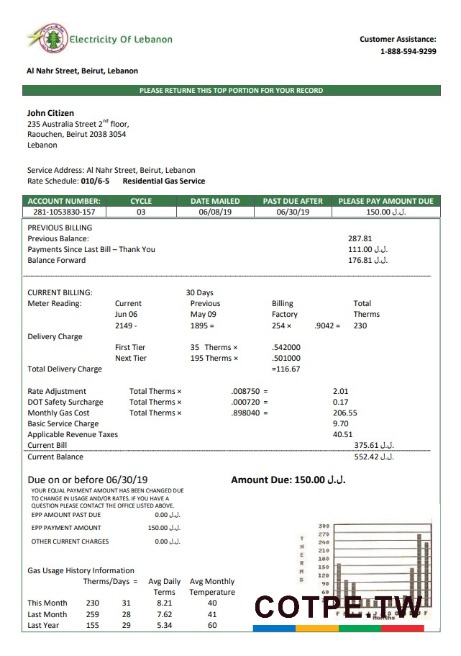 Electricity Of Lebanon
Customer Assistance:
1-888-594-9299
Al Nahr Street, Beirut, Lebanon
PLEASE RETURNE THIS TOP PORTION FOR YOUR RECORD
John Citizen
235 Australia Street 2nd floor,
Raouchen, Beirut 2038 3054
Lebanon
Service Address: Al Nahr Street, Beirut, Lebanon
Rate Schedule: 010/6-5 Residential Gas Service
ACCOUNT NUMBER: CYCLE DATE MAILED PAST DUE AFTER PLEASE PAY AMOUNT DUE
281-1053830-157 03 06/08/19 06/30/19 150.00 ل.ل.
PREVIOUS BILLING
Previous Balance: 287.81
Payments Since Last Bill – Thank You 111.00 ل.ل.
Balance Forward 176.81 ل.ل.
CURRENT BILLING: 30 Days
Meter Reading: Current Previous Billing Total
Jun 06 May 09 Factory Therms
2149 - 1895 = 254 × .9042 = 230
Delivery Charge
First Tier 35 Therms × .542000
Next Tier 195 Therms × .501000
Total Delivery Charge =116.67
Rate Adjustment Total Therms × .008750 = 2.01
DOT Safety Surcharge Total Therms × .000720 = 0.17
Monthly Gas Cost Total Therms × .898040 = 206.55
Basic Service Charge 9.70
Applicable Revenue Taxes 40.51
Current Bill 375.61 ل.ل.
Current Balance 552.42 ل.ل.
Due on or before 06/30/19 Amount Due: 150.00 ل.ل.
YOUR EQUAL PAYMENT AMOUNT HAS BEEN CHANGED DUE
TO CHANGE IN USAGE AND/OR RATES. IF YOU HAVE A
QUESTION PLEASE CONTACT THE OFFICE LISTED ABOVE.
EPP AMOUNT PAST DUE 0.00 ل.ل.
EPP PAYMENT AMOUNT 150.00 ل.ل.
OTHER CURRENT CHARGES 0.00 ل.ل.
Gas Usage History Information
Therms/Days = Avg Daily Avg Monthly
Terms Temperature
This Month 230 31 8.21 40
Last Month 259 28 7.62 41
Last Year 155 29 5.34 60
THERMS
300
270
240
210
180
150
120
90
60
COTPE.TW